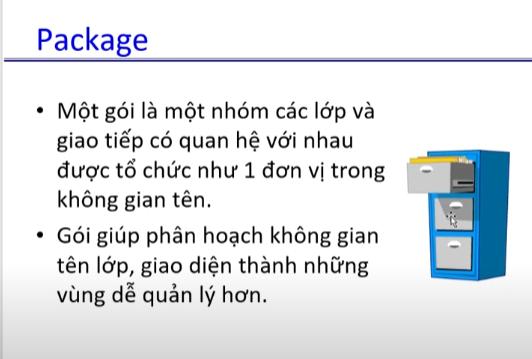 Package
• Một gói là một nhóm các lớp và
giao tiếp có quan hệ với nhau
được tổ chức như 1 đơn vị trong
không gian tên.
• Gói giúp phân hoạch không gian
tên lớp, giao diện thành những
vùng dễ quản lý hơn.